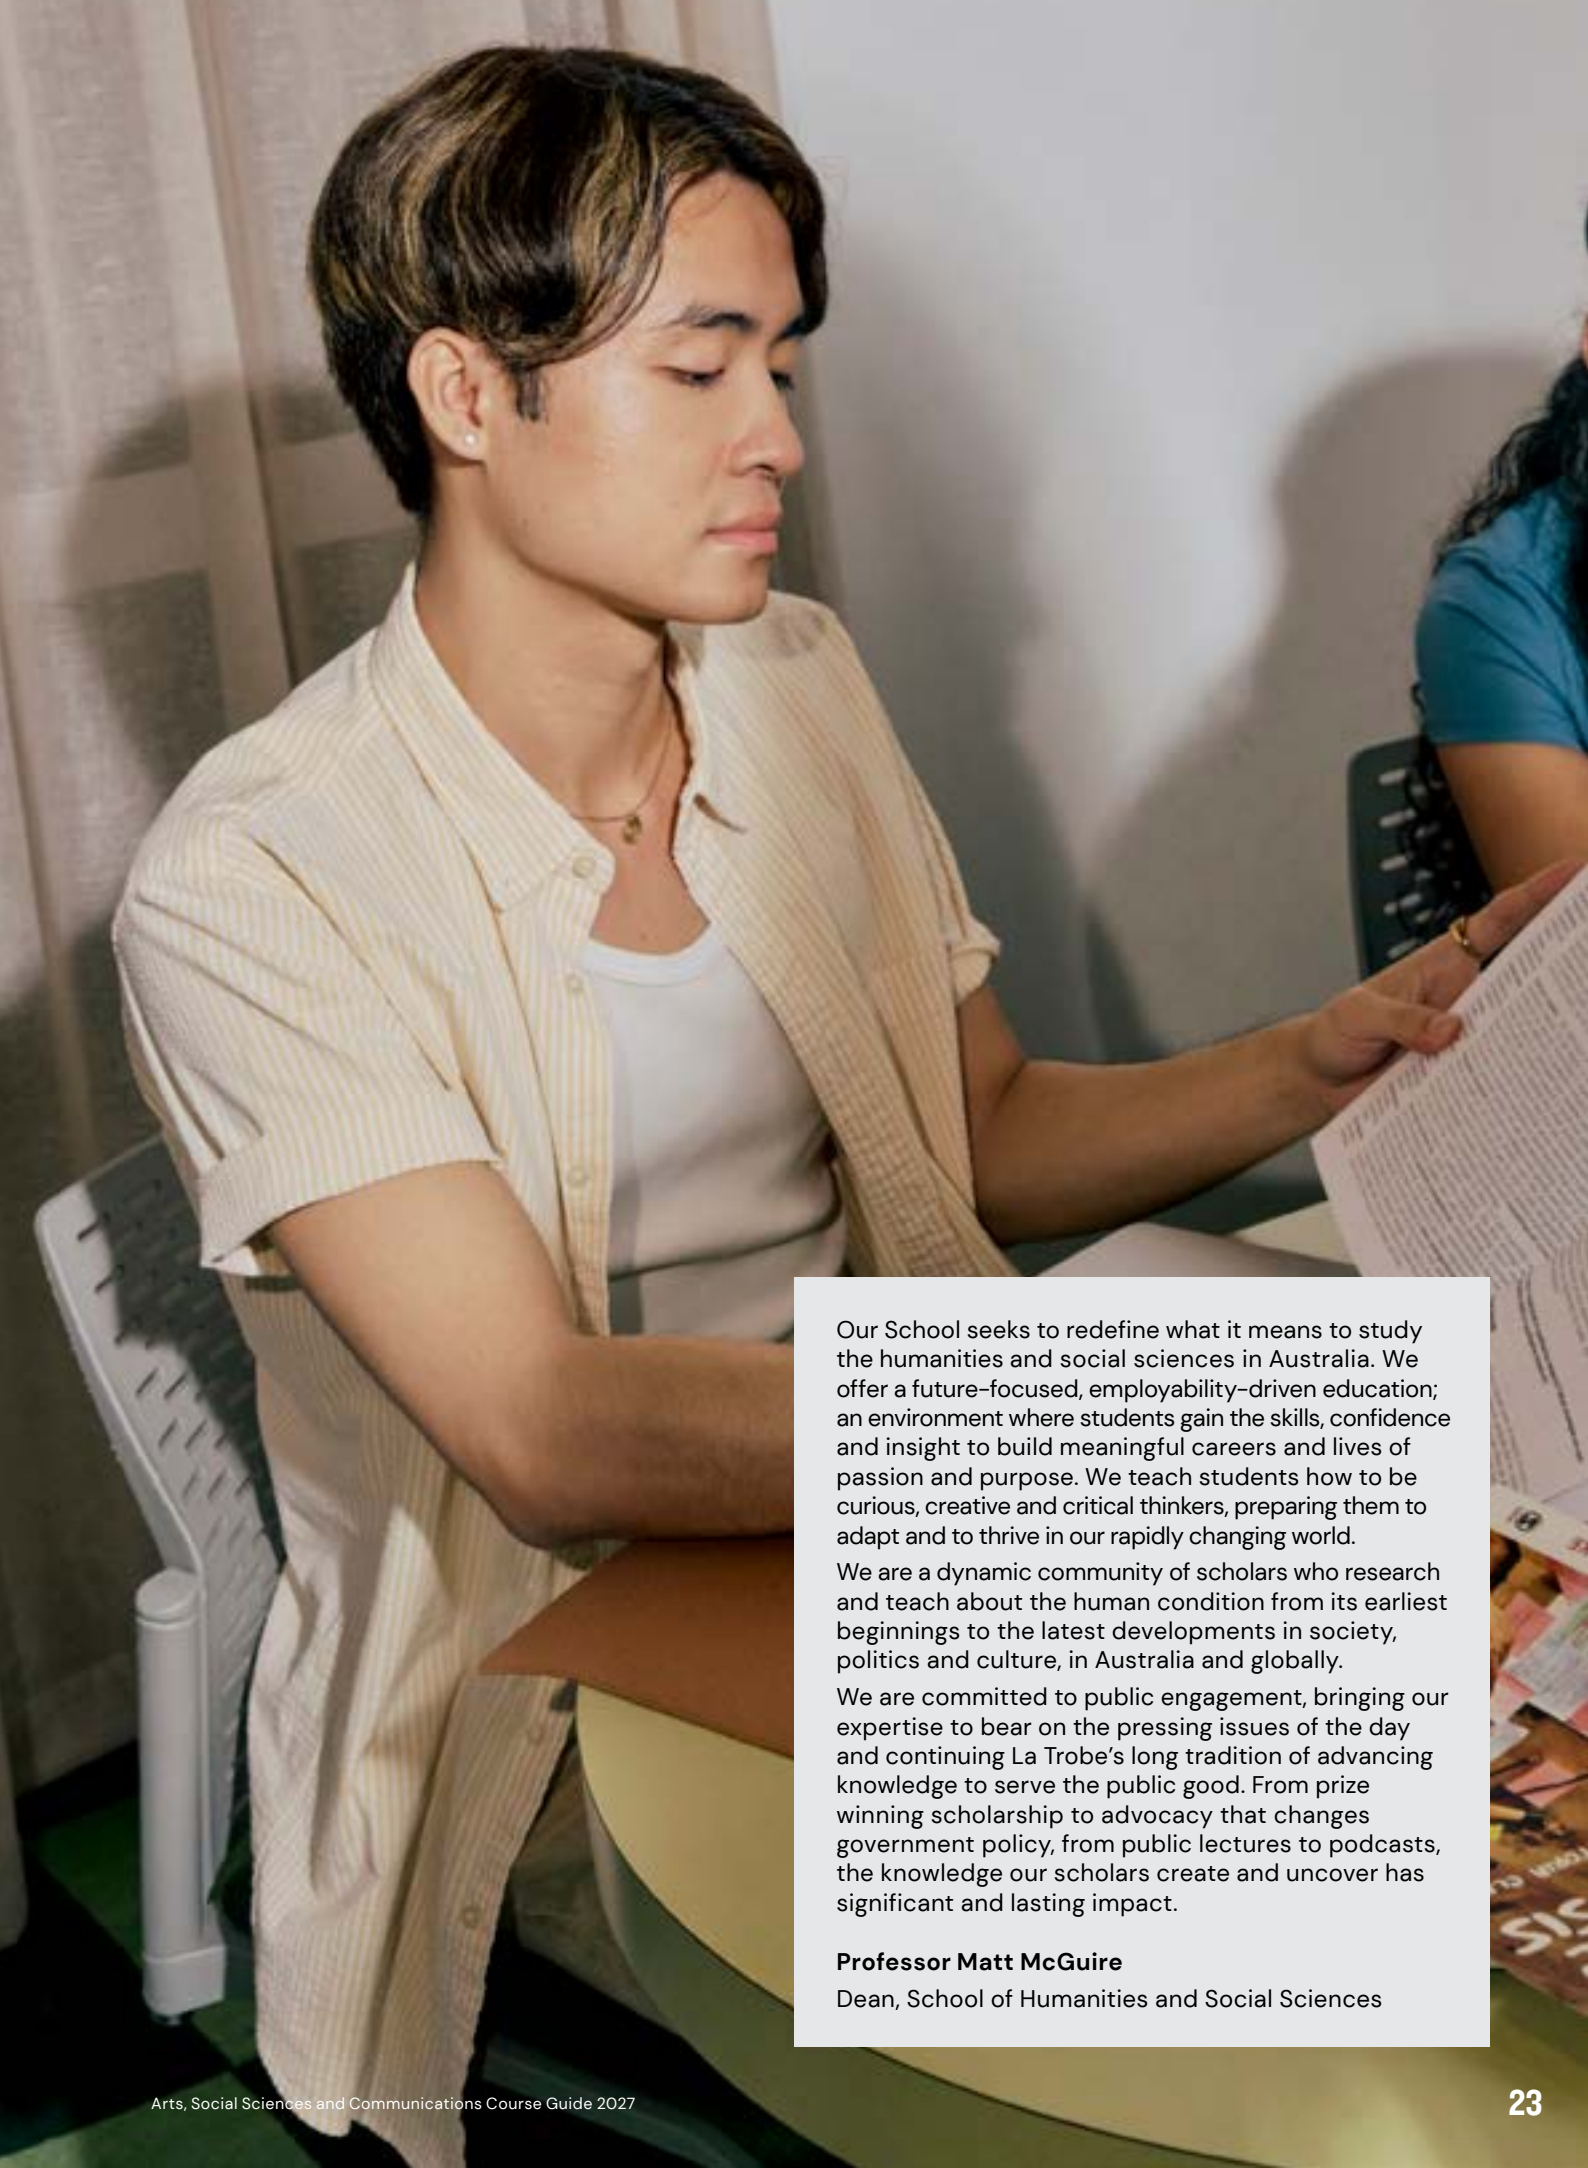 Our School seeks to redefine what it means to study
the humanities and social sciences in Australia. We
offer a future-focused, employability-driven education;
an environment where students gain the skills, confidence
and insight to build meaningful careers and lives of
passion and purpose. We teach students how to be
curious, creative and critical thinkers, preparing them to
adapt and to thrive in our rapidly changing world.
We are a dynamic community of scholars who research
and teach about the human condition from its earliest
beginnings to the latest developments in society,
politics and culture, in Australia and globally.
We are committed to public engagement, bringing our
expertise to bear on the pressing issues of the day
and continuing La Trobe’s long tradition of advancing
knowledge to serve the public good. From prize
winning scholarship to advocacy that changes
government policy, from public lectures to podcasts,
the knowledge our scholars create and uncover has
significant and lasting impact.
Professor Matt McGuire
Dean, School of Humanities and Social Sciences
Arts, Social Sciences and Communications Course Guide 2027
23